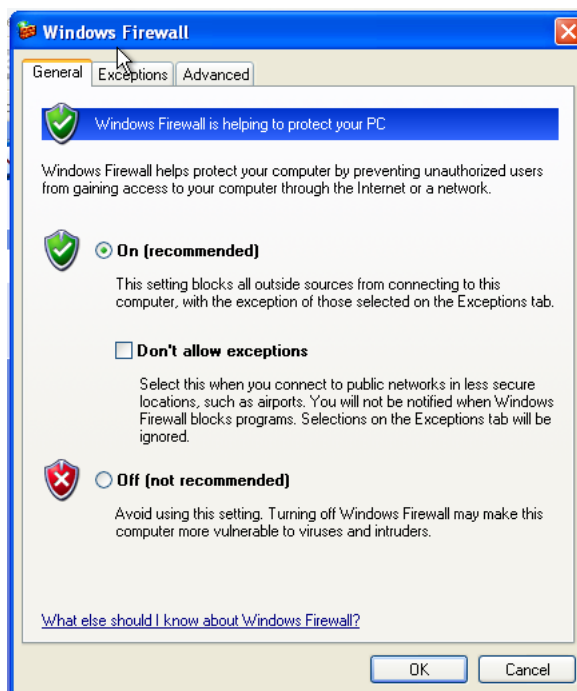 Windows Firewall
General Exceptions Advanced
Windows Firewall is helping to protect your PC
Windows Firewall helps protect your computer by preventing unauthorized users
from gaining access to your computer through the Internet or a network.
On (recommended)
This setting blocks all outside sources from connecting to this
computer, with the exception of those selected on the Exceptions tab.
Don't allow exceptions
Select this when you connect to public networks in less secure
locations, such as airports. You will not be notified when Windows
Firewall blocks programs. Selections on the Exceptions tab will be
ignored.
Off (not recommended)
Avoid using this setting. Turning off Windows Firewall may make this
computer more vulnerable to viruses and intruders.
What else should I know about Windows Firewall?
OK Cancel